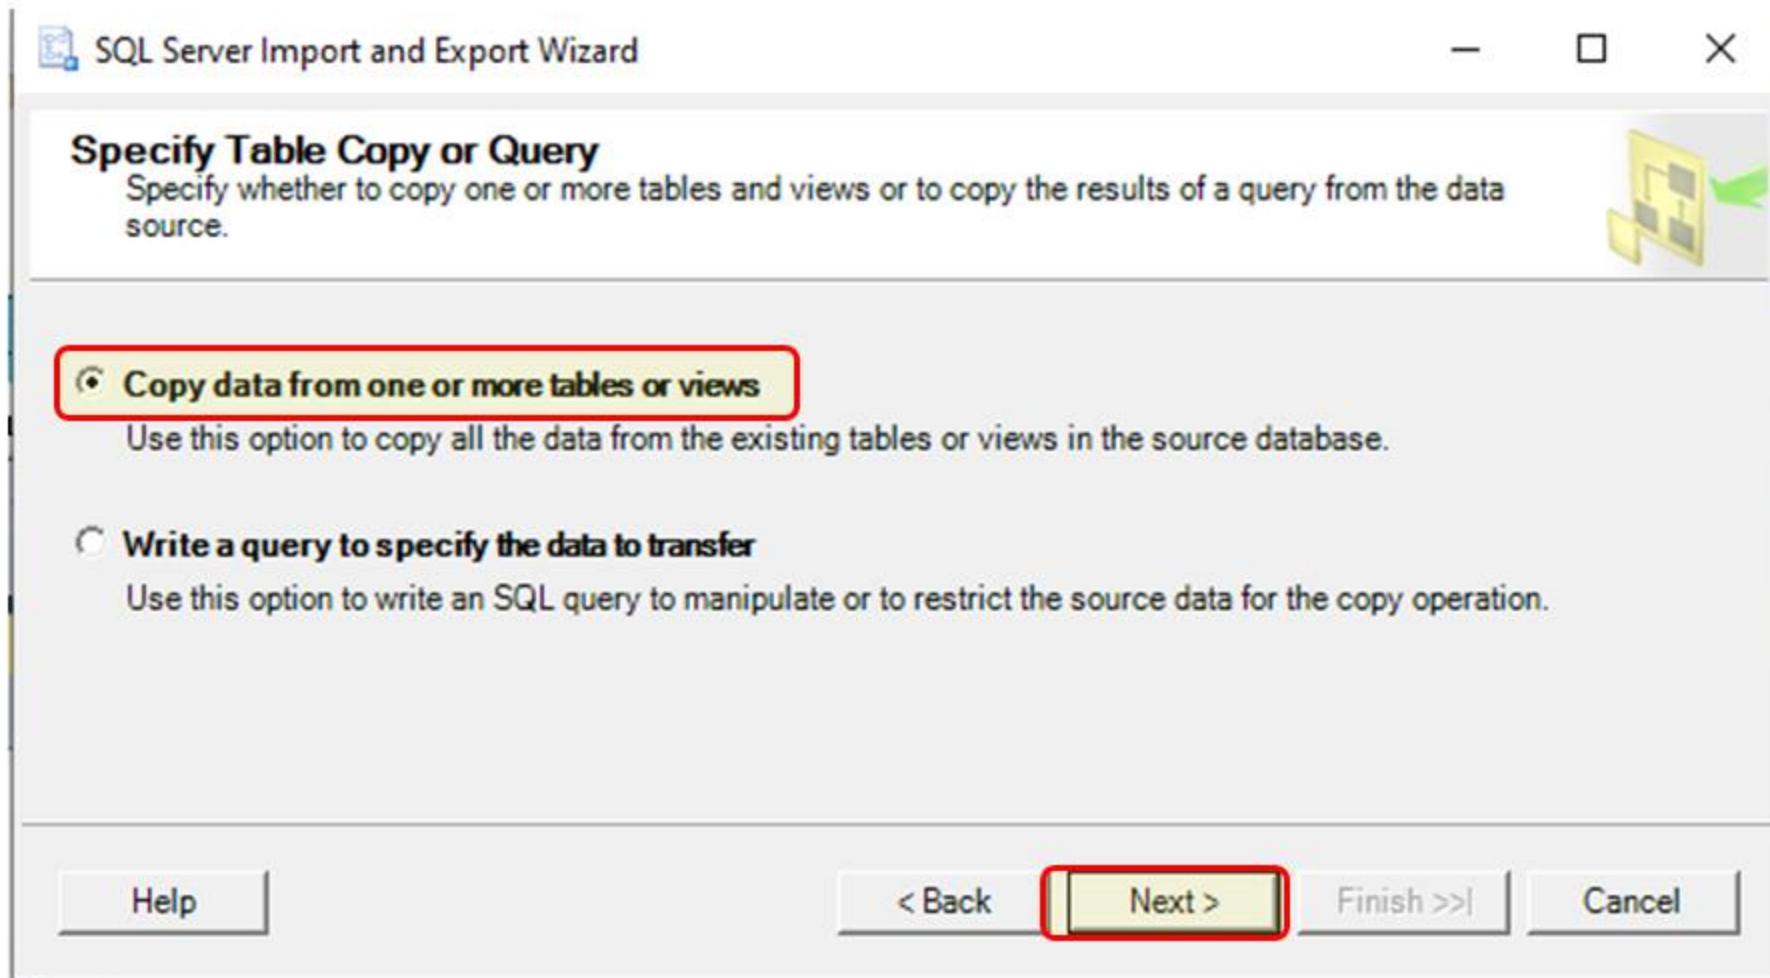 SQL Server Import and Export Wizard
Specify Table Copy or Query
Specify whether to copy one or more tables and views or to copy the results of a query from the data
source.
Copy data from one or more tables or views
Use this option to copy all the data from the existing tables or views in the source database.
Write a query to specify the data to transfer
Use this option to write an SQL query to manipulate or to restrict the source data for the copy operation.
Help
< Back
Next >
Finish >>|
Cancel